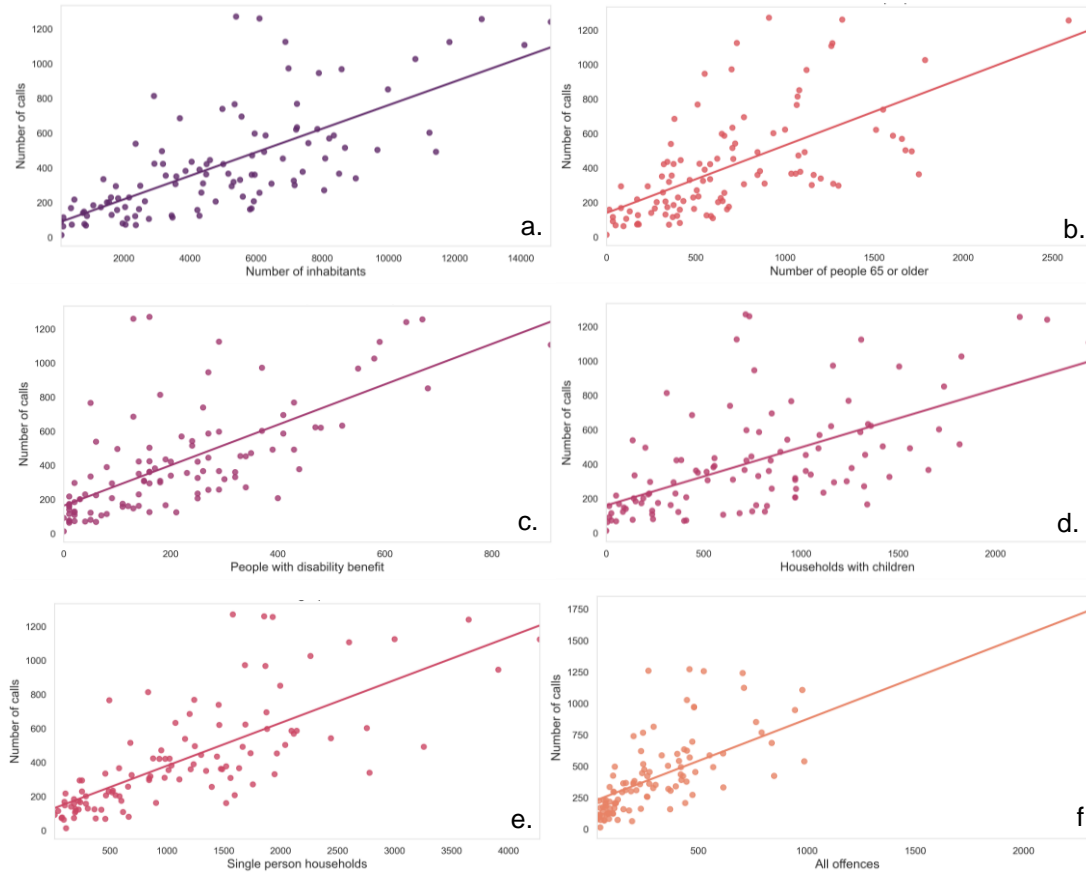 1200
1000
800
600
400
200
0
Number of calls
2000 4000 6000 8000 10000 12000 14000
Number of inhabitants
a.
1200
1000
800
600
400
200
0
Number of calls
0 500 1000 1500 2000 2500
Number of people 65 or older
b.
1200
1000
800
600
400
200
0
Number of calls
0 200 400 600 800
People with disability benefit
c.
1200
1000
800
600
400
200
0
Number of calls
0 500 1000 1500 2000
Households with children
d.
1200
1000
800
600
400
200
0
Number of calls
500 1000 1500 2000 2500 3000 3500 4000
Single person households
e.
1750
1500
1250
1000
750
500
250
0
Number of calls
500 1000 1500 2000
All offences
f